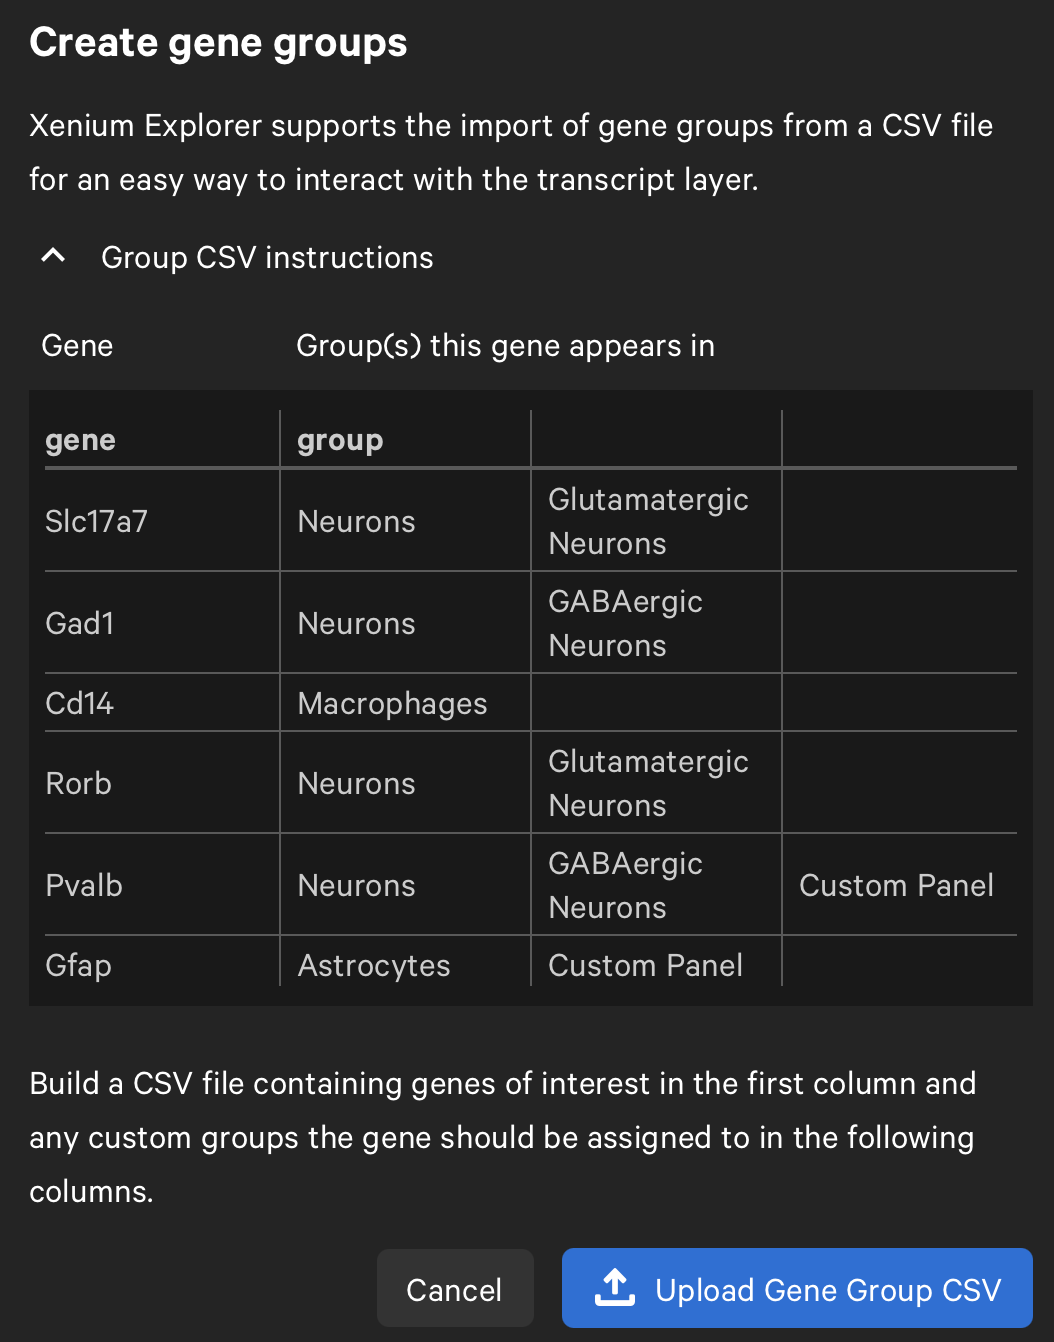 Create gene groups
Xenium Explorer supports the import of gene groups from a CSV file
for an easy way to interact with the transcript layer.
Group CSV instructions
Gene Group(s) this gene appears in
gene group
Slc17a7 Neurons Glutamatergic Neurons
Gad1 Neurons GABAergic Neurons
Cd14 Macrophages
Rorb Neurons Glutamatergic Neurons
Pvalb Neurons GABAergic Neurons Custom Panel
Gfap Astrocytes Custom Panel
Build a CSV file containing genes of interest in the first column and
any custom groups the gene should be assigned to in the following
columns.
Cancel Upload Gene Group CSV